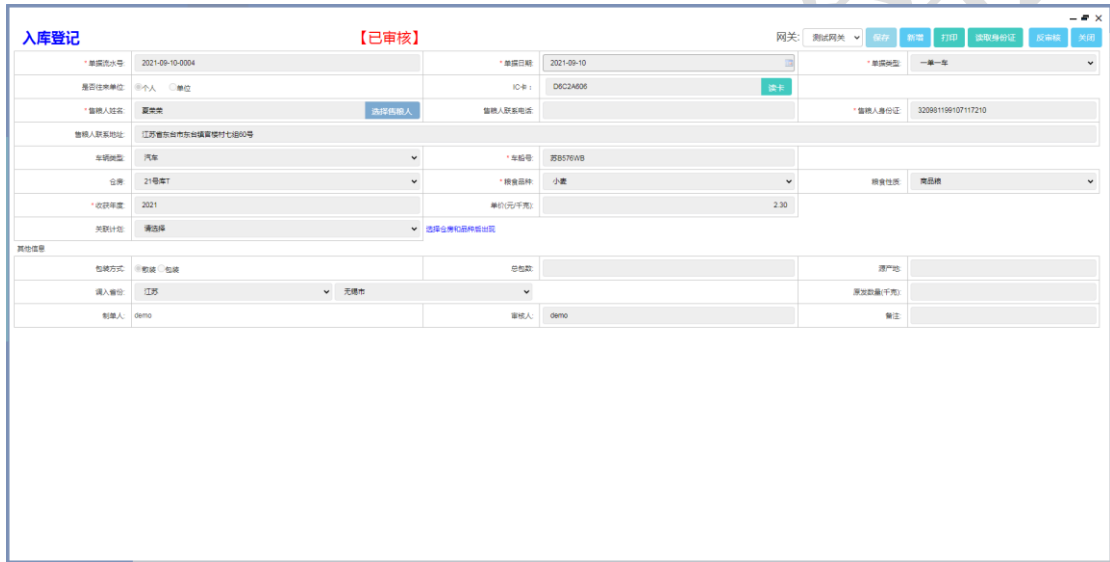 入库登记 【已审核】 网关: 测试网关 保存 新增 打印 读取身份证 反审核 关闭
*单据流水号: 2021-09-10-0004 *单据日期: 2021-09-10 *单据类型: 一单一车
是否往来单位: 个人 单位 IC卡: D6C2A606 读卡
*售粮人姓名: 夏荣荣 选择售粮人 售粮人联系电话: *售粮人身份证: 320981199107117210
售粮人联系地址: 江苏省东台市东台镇官楼村七组60号
车辆类型: 汽车 *车船号: 苏B576WB
仓房: 21号库T *粮食品种: 小麦 粮食性质: 商品粮
*收获年度: 2021 单价(元/千克): 2.30
关联计划: 请选择 选择仓房和品种后出现
其他信息
包装方式: 散装 包装 总包数: 原产地:
调入省份: 江苏 无锡市 原发数量(千克):
制单人: demo 审核人: demo 备注: